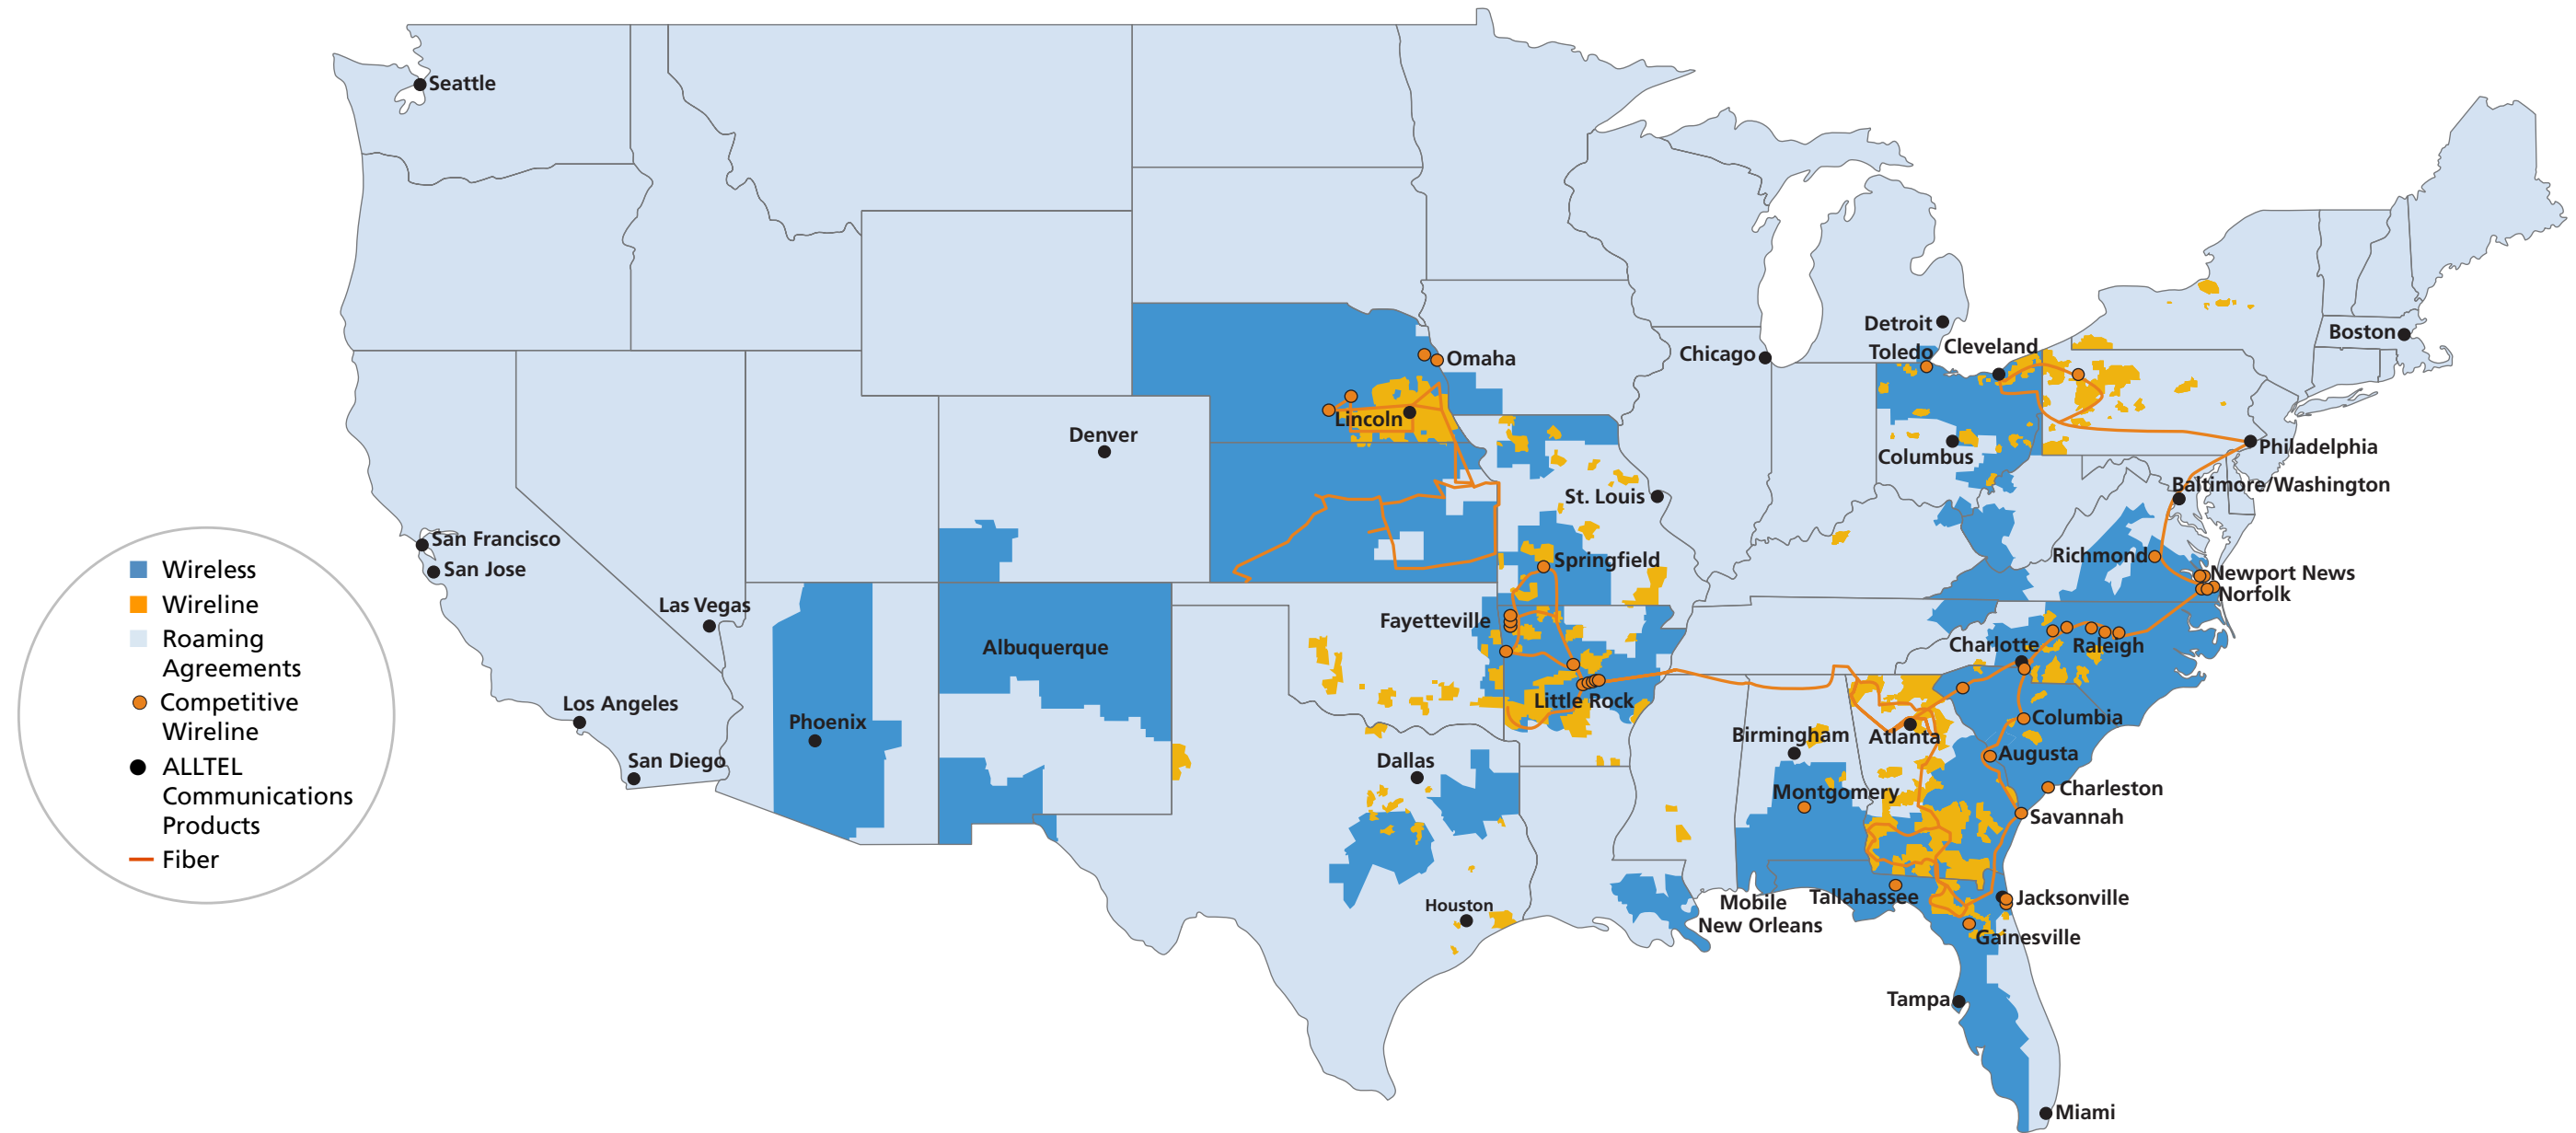 Seattle
Detroit
Boston
Toledo
Cleveland
Chicago
Omaha
Lincoln
Denver
Columbus
Philadelphia
Baltimore/Washington
St. Louis
San Francisco
San Jose
Springfield
Richmond
Newport News
Norfolk
Las Vegas
Fayetteville
Albuquerque
Charlotte
Raleigh
Los Angeles
Little Rock
Phoenix
Columbia
Birmingham
Atlanta
San Diego
Dallas
Augusta
Montgomery
Charleston
Savannah
Houston
Mobile
New Orleans
Tallahassee
Jacksonville
Gainesville
Tampa
Miami
Wireless
Wireline
Roaming
Agreements
Competitive
Wireline
ALLTEL
Communications
Products
Fiber